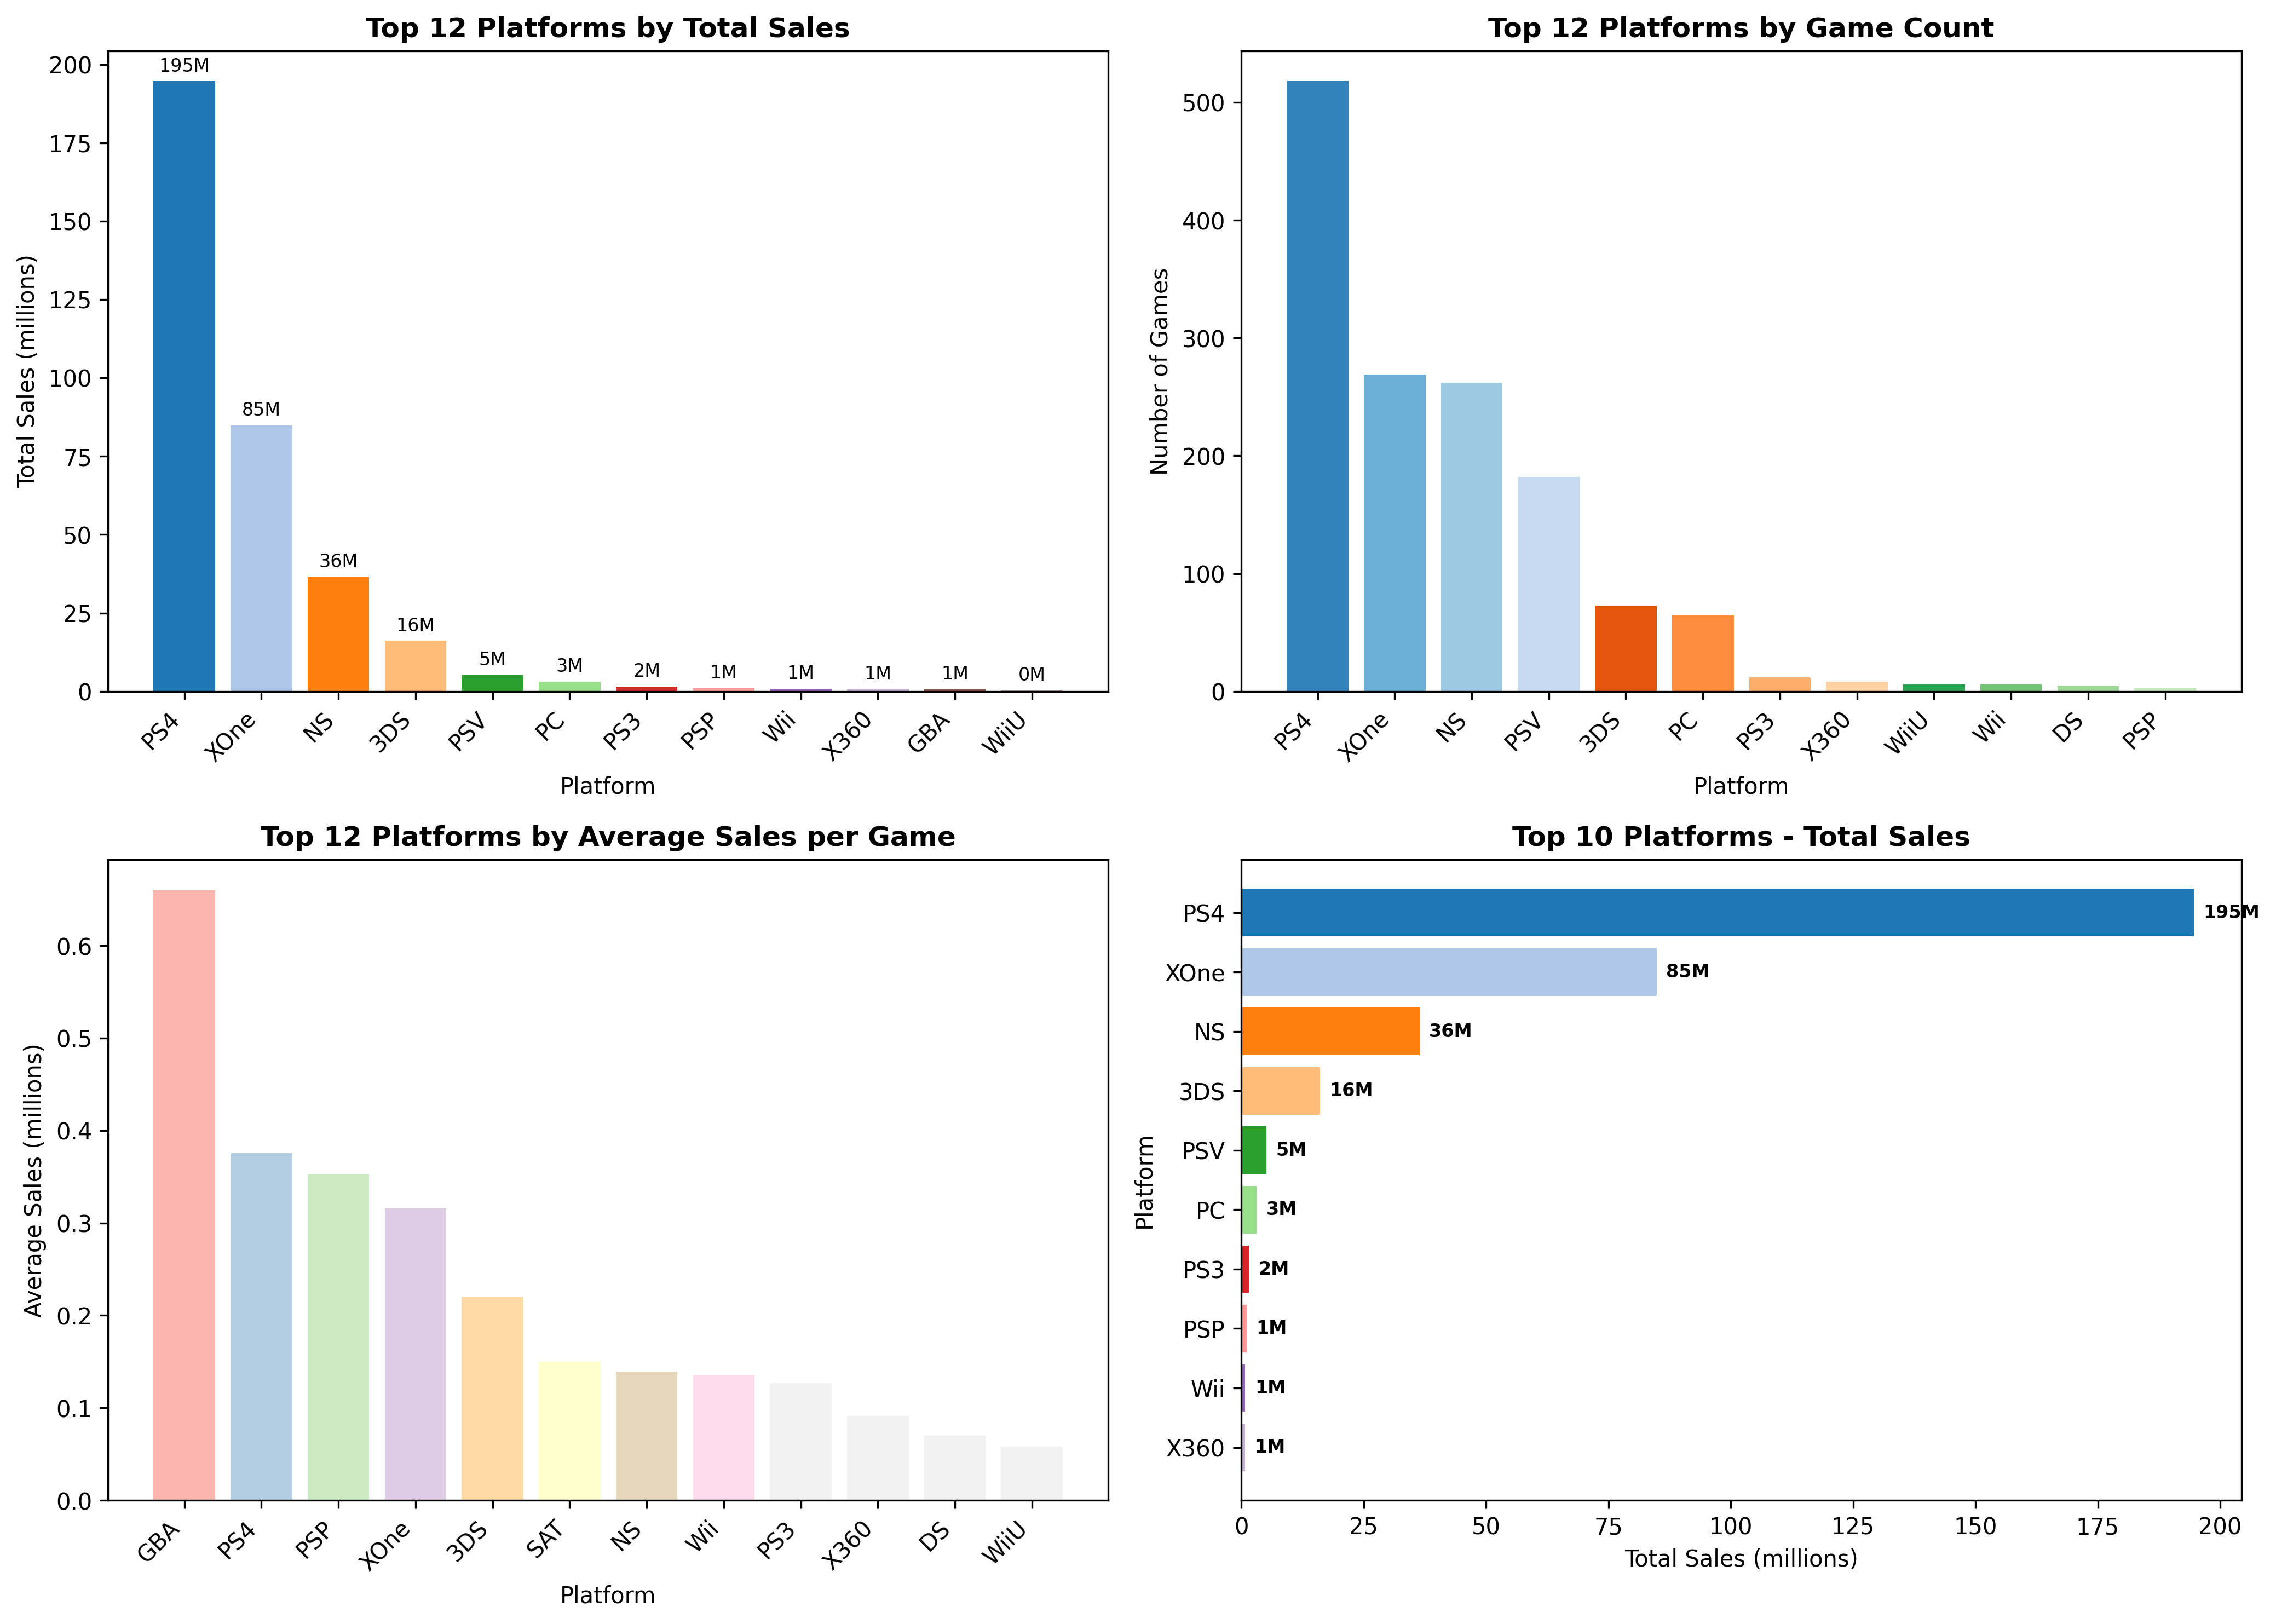 Top 12 Platforms by Total Sales
Total Sales (millions)
200
175
150
125
100
75
50
25
0
195M
85M
36M
16M
5M
3M
2M
1M
1M
1M
1M
0M
PS4
XOne
NS
3DS
PSV
PC
PS3
PSP
Wii
X360
GBA
WiiU
Platform
Top 12 Platforms by Game Count
Number of Games
500
400
300
200
100
0
PS4
XOne
NS
PSV
3DS
PC
PS3
X360
WiiU
Wii
DS
PSP
Platform
Top 12 Platforms by Average Sales per Game
Average Sales (millions)
0.6
0.5
0.4
0.3
0.2
0.1
0.0
GBA
PS4
PSP
XOne
3DS
SAT
NS
Wii
PS3
X360
DS
WiiU
Platform
Top 10 Platforms - Total Sales
Platform
PS4
195M
XOne
85M
NS
36M
3DS
16M
PSV
5M
PC
3M
PS3
2M
PSP
1M
Wii
1M
X360
1M
0
25
50
75
100
125
150
175
200
Total Sales (millions)